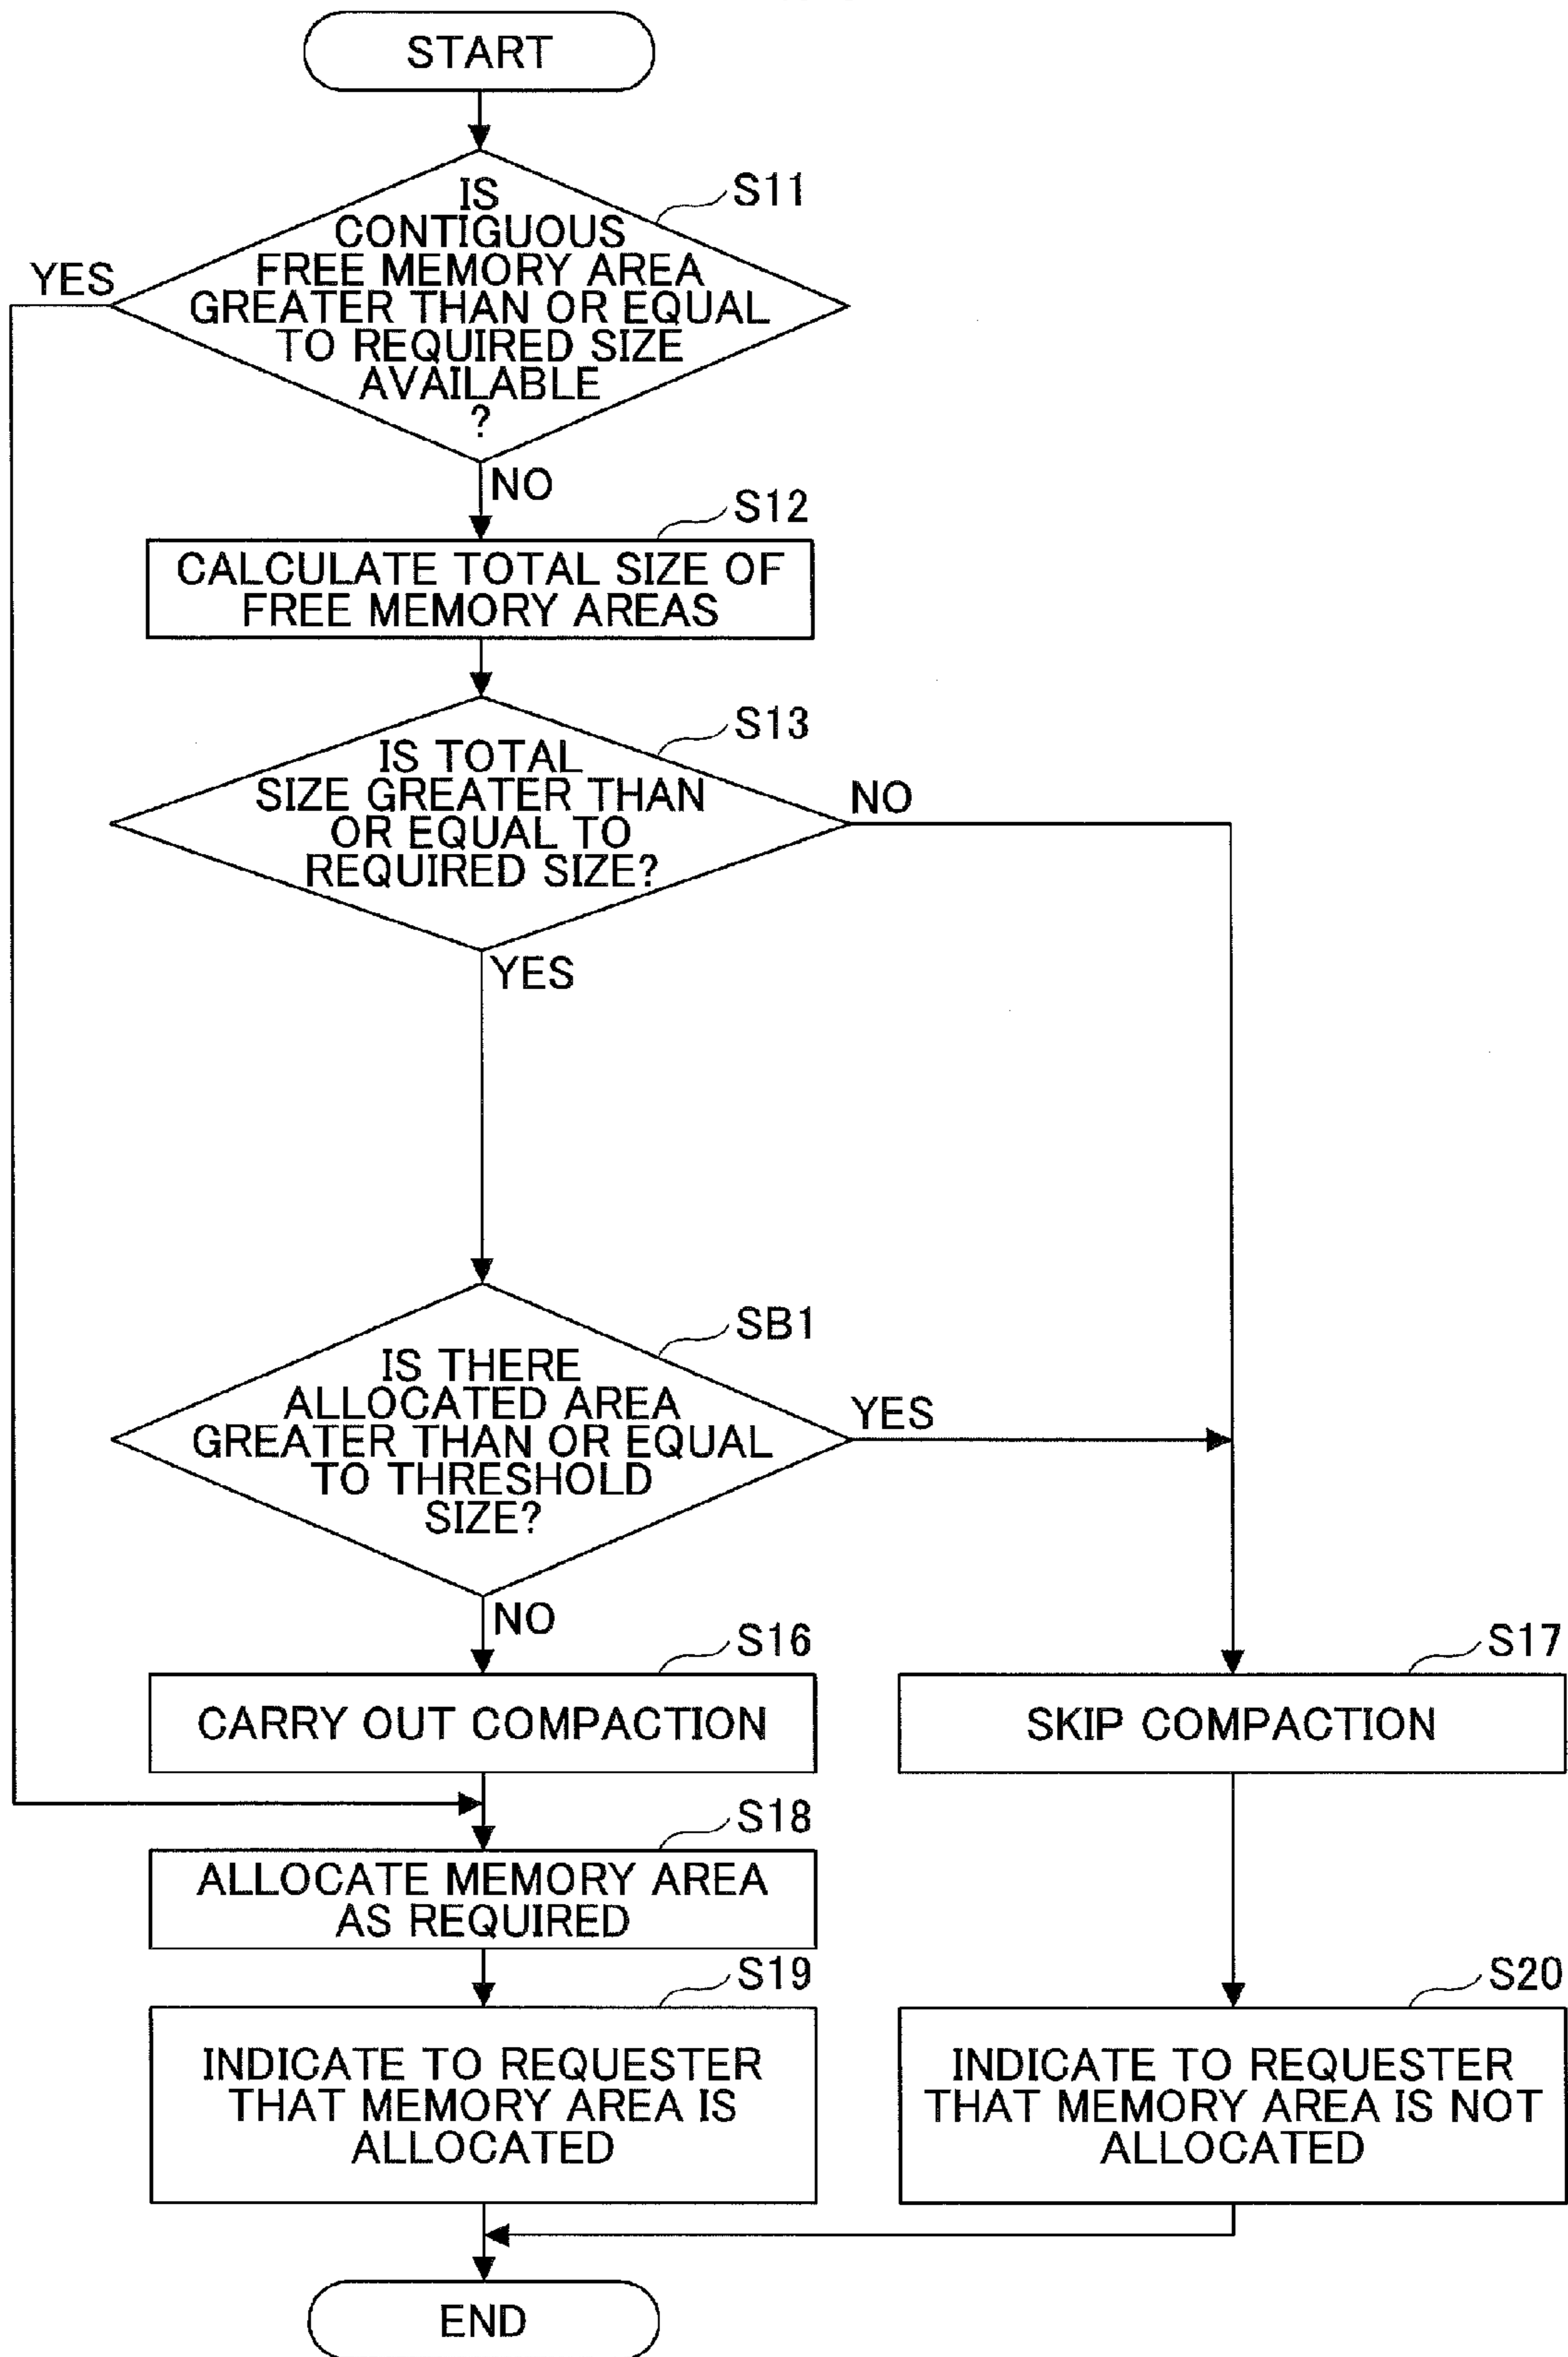 START
S11
IS
CONTIGUOUS
FREE MEMORY AREA
GREATER THAN OR EQUAL
TO REQUIRED SIZE
AVAILABLE
?
YES
NO
S12
CALCULATE TOTAL SIZE OF
FREE MEMORY AREAS
S13
IS TOTAL
SIZE GREATER THAN
OR EQUAL TO
REQUIRED SIZE?
NO
YES
SB1
IS THERE
ALLOCATED AREA
GREATER THAN OR EQUAL
TO THRESHOLD
SIZE?
YES
NO
S16
CARRY OUT COMPACTION
S17
SKIP COMPACTION
S18
ALLOCATE MEMORY AREA
AS REQUIRED
S19
INDICATE TO REQUESTER
THAT MEMORY AREA IS
ALLOCATED
S20
INDICATE TO REQUESTER
THAT MEMORY AREA IS NOT
ALLOCATED
END